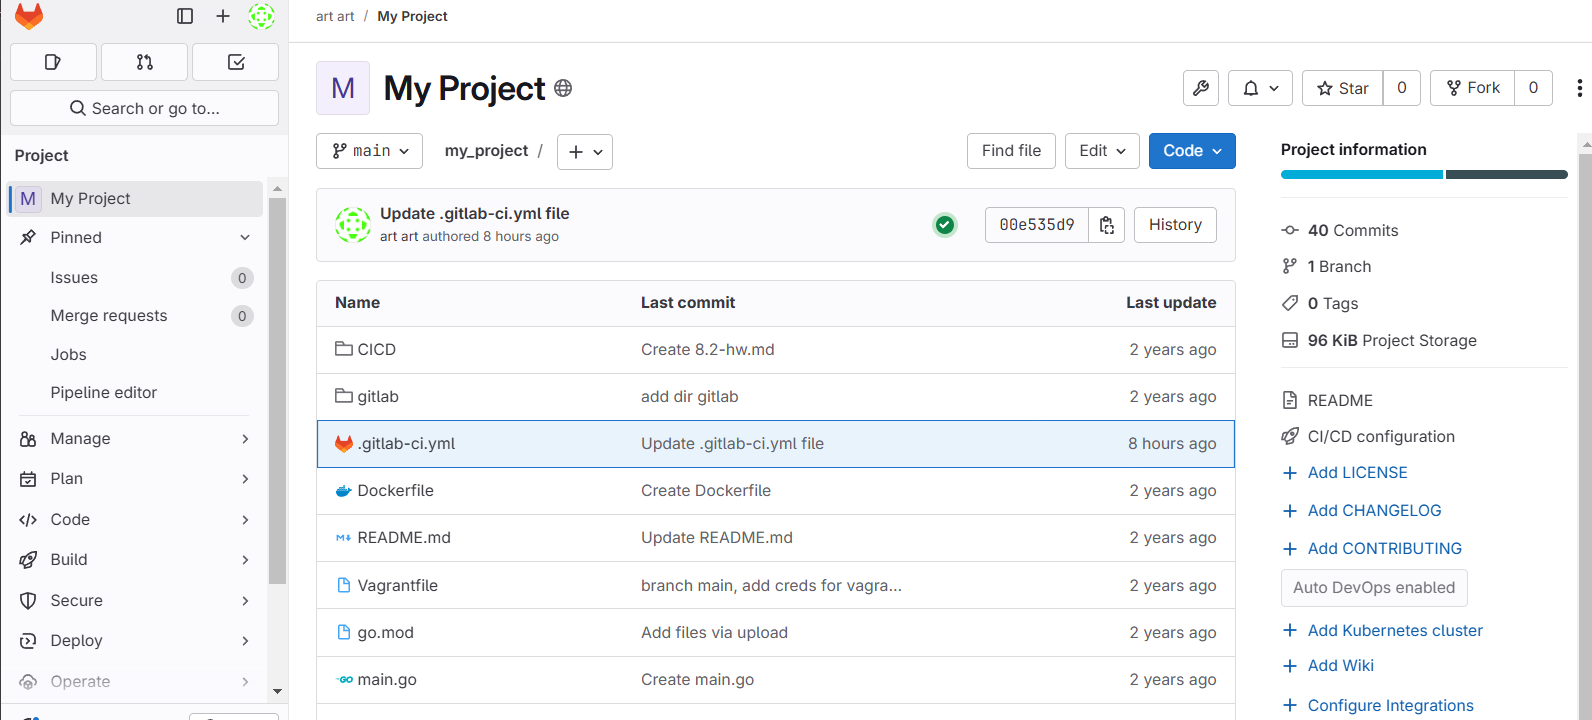 art art / My Project
Search or go to...
Project
M My Project
Pinned
Issues 0
Merge requests 0
Jobs
Pipeline editor
Manage
Plan
Code
Build
Secure
Deploy
Operate
M My Project
Star 0
Fork 0
main
my_project /
Find file
Edit
Code
Update .gitlab-ci.yml file
art art authored 8 hours ago
00e535d9
History
Name Last commit Last update
CICD Create 8.2-hw.md 2 years ago
gitlab add dir gitlab 2 years ago
.gitlab-ci.yml Update .gitlab-ci.yml file 8 hours ago
Dockerfile Create Dockerfile 2 years ago
README.md Update README.md 2 years ago
Vagrantfile branch main, add creds for vagra... 2 years ago
go.mod Add files via upload 2 years ago
main.go Create main.go 2 years ago
Project information
40 Commits
1 Branch
0 Tags
96 KiB Project Storage
README
CI/CD configuration
Add LICENSE
Add CHANGELOG
Add CONTRIBUTING
Auto DevOps enabled
Add Kubernetes cluster
Add Wiki
Configure Integrations